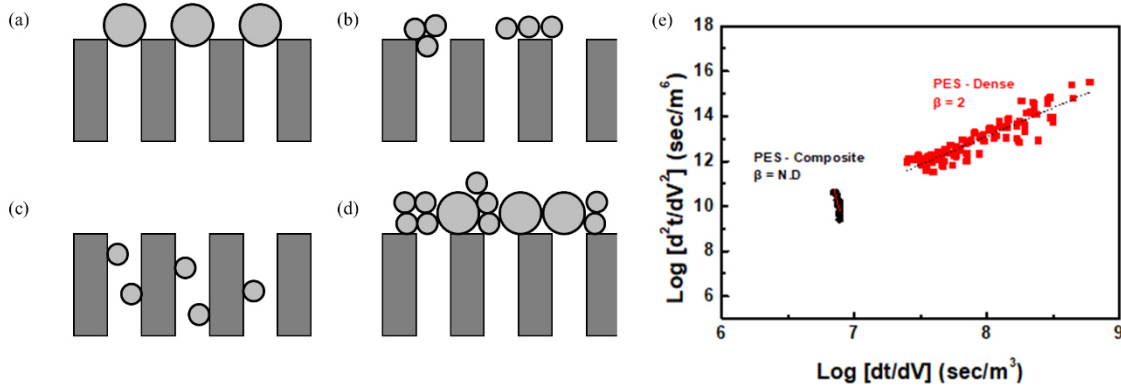 (a)
(b)
(c)
(d)
(e)
18
16
14
12
10
8
6
Log [d²t/dV²] (sec/m⁶)
PES - Dense
β = 2
PES - Composite
β = N.D
6
7
8
9
Log [dt/dV] (sec/m³)